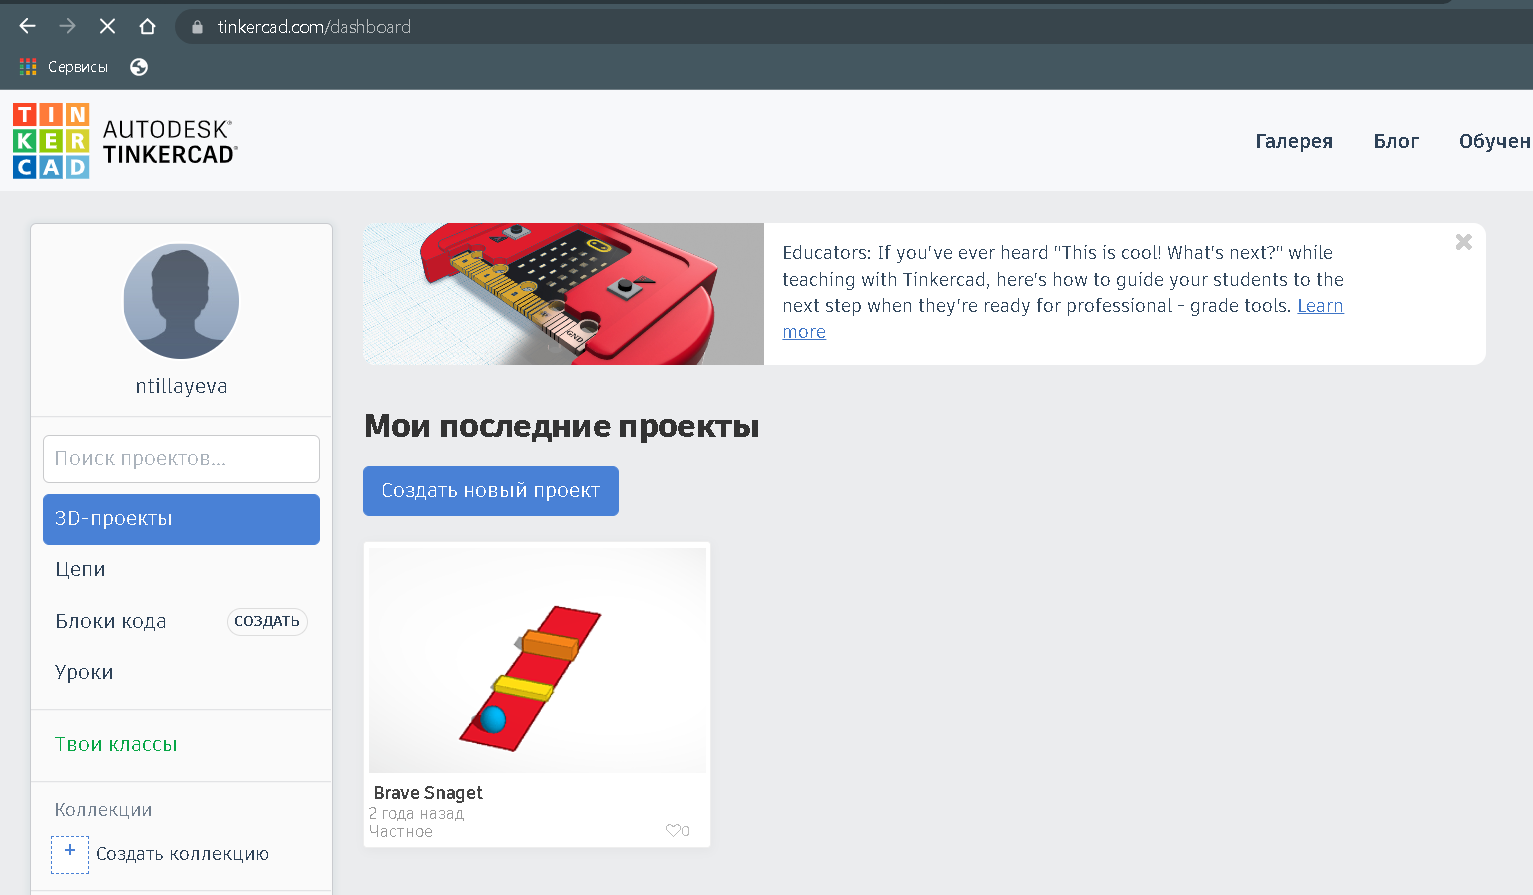 tinkercad.com/dashboard
Сервисы
TIN
KER
CAD
AUTODESK®
TINKERCAD®
Галерея Блог Обучен
ntillayeva
Поиск проектов...
3D-проекты
Цепи
Блоки кода СОЗДАТЬ
Уроки
Твои классы
Коллекции
+ Создать коллекцию
GND
Educators: If you've ever heard "This is cool! What's next?" while
teaching with Tinkercad, here's how to guide your students to the
next step when they're ready for professional - grade tools. Learn
more
Мои последние проекты
Создать новый проект
Brave Snaget
2 года назад
Частное 0